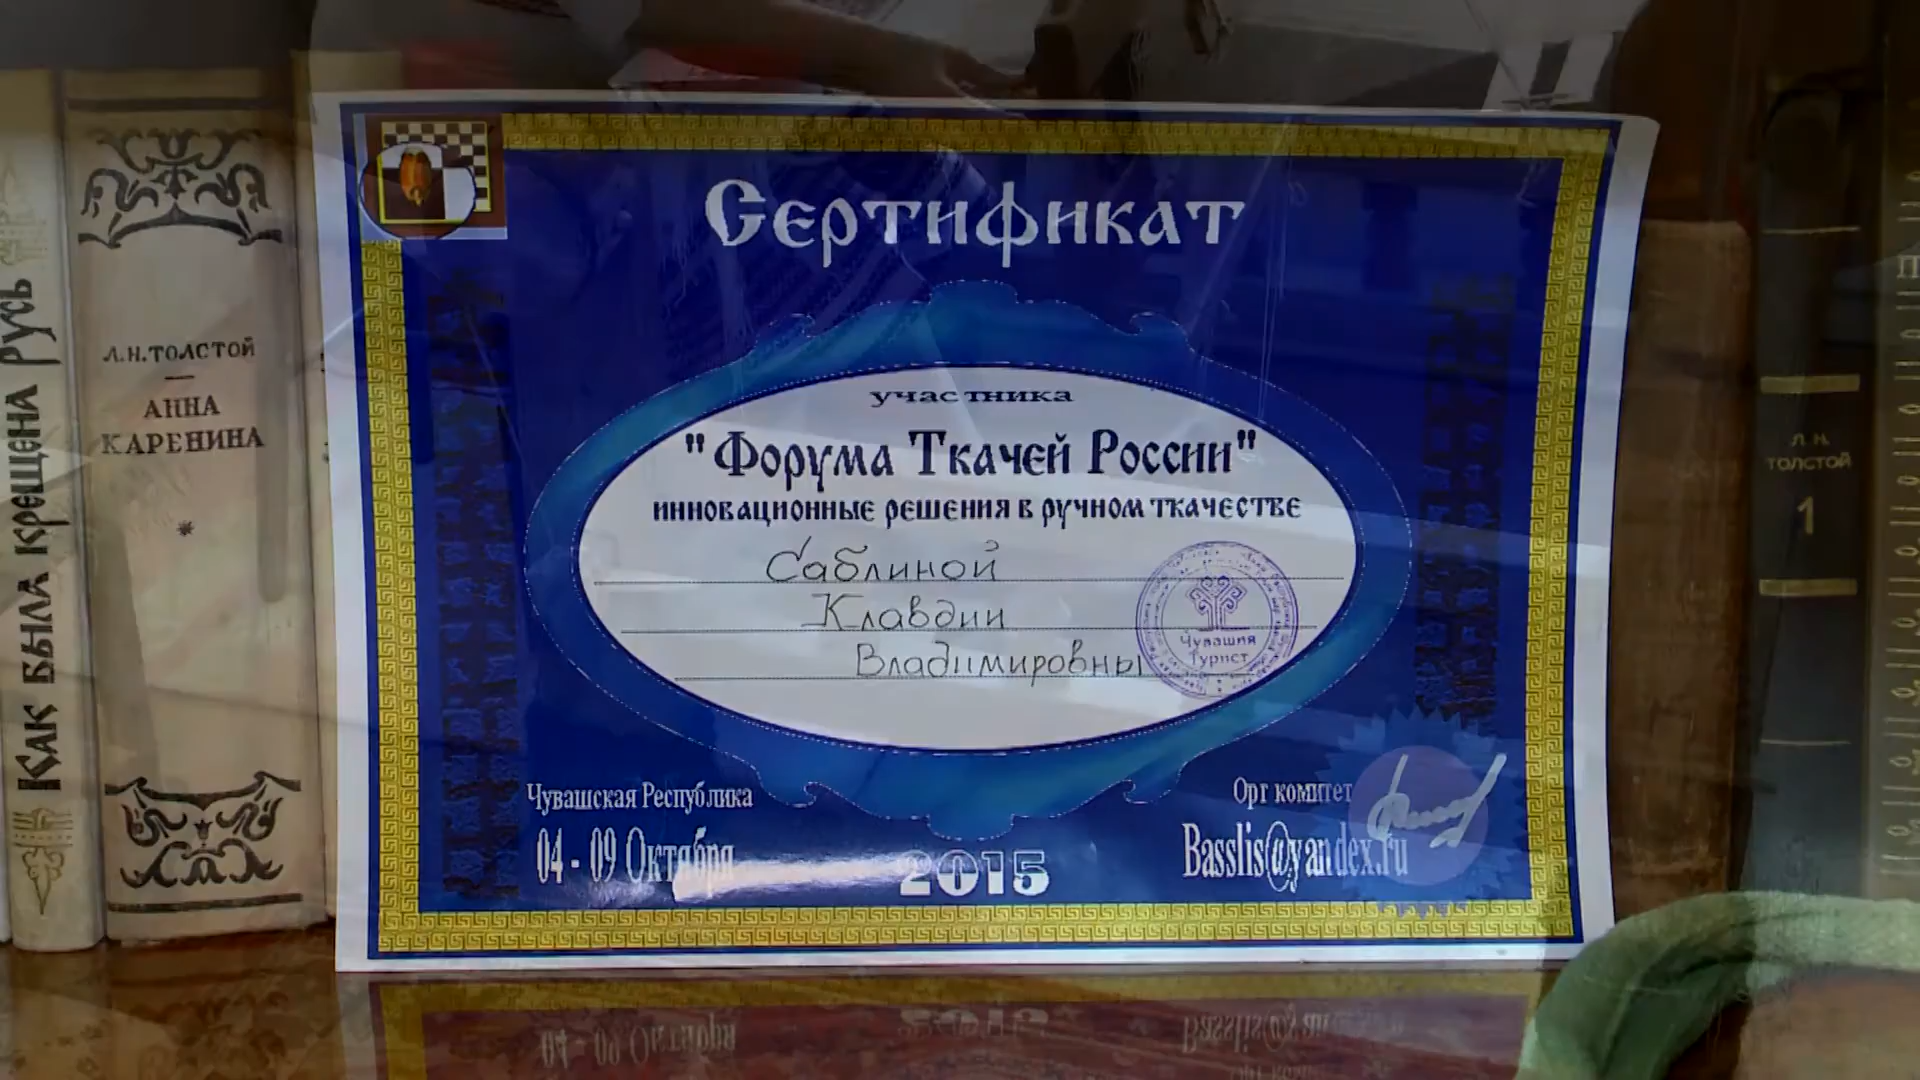 Как была крещена Русь
Л.Н.ТОЛСТОЙ
АННА
КАРЕНИНА
Сертификат
участника
"Форума Ткачей России"
инновационные решения в ручном ткачестве
Саблиной
Клавдии
Владимировны
Чувашия
Турист
Чувашская Республика
04 - 09 Октября
2015
Орг комитет
Basslis@yandex.ru
Л. Н.
ТОЛСТОЙ
1